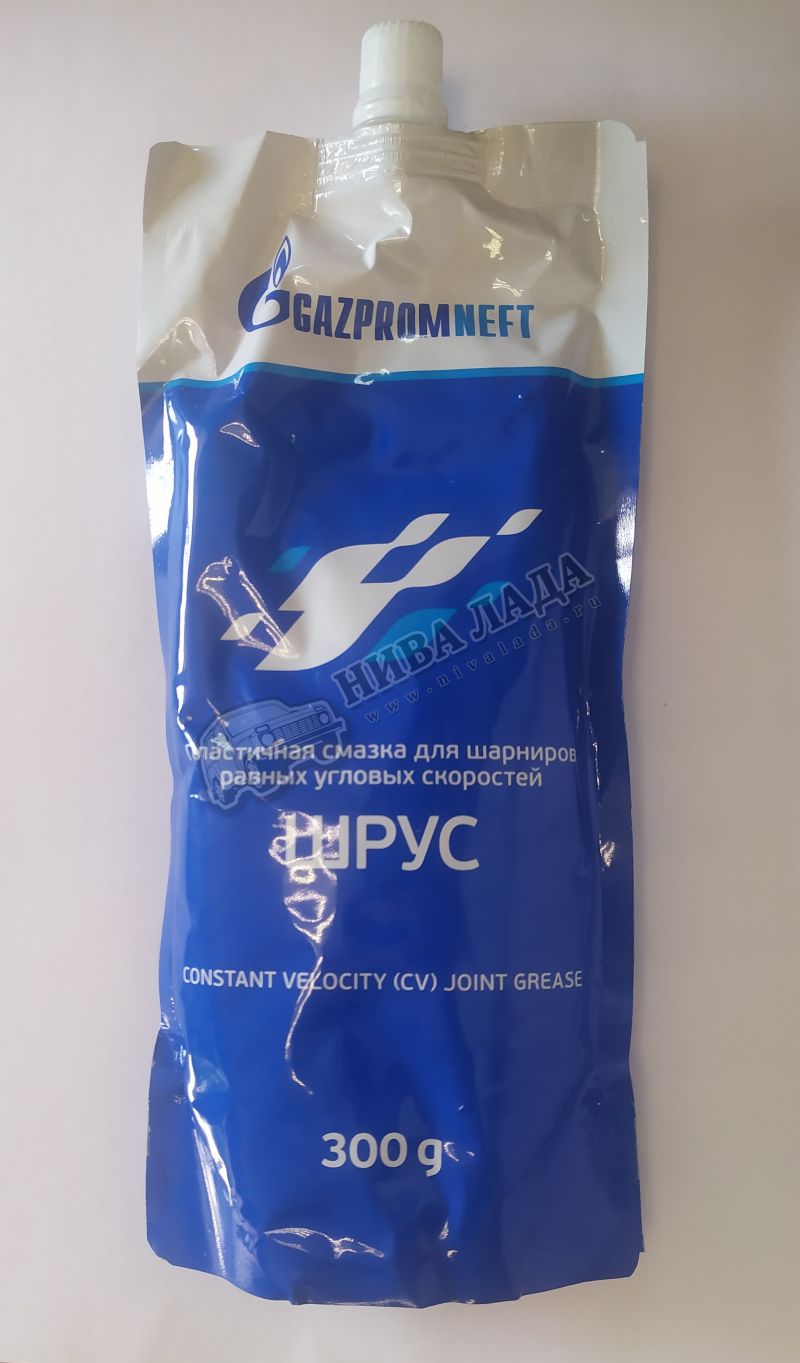 GAZPROMNEFT
НИВА ЛАДА
www.nivalada.ru
пластичная смазка для шарниров
равных угловых скоростей
ШРУС
CONSTANT VELOCITY (CV) JOINT GREASE
300 g